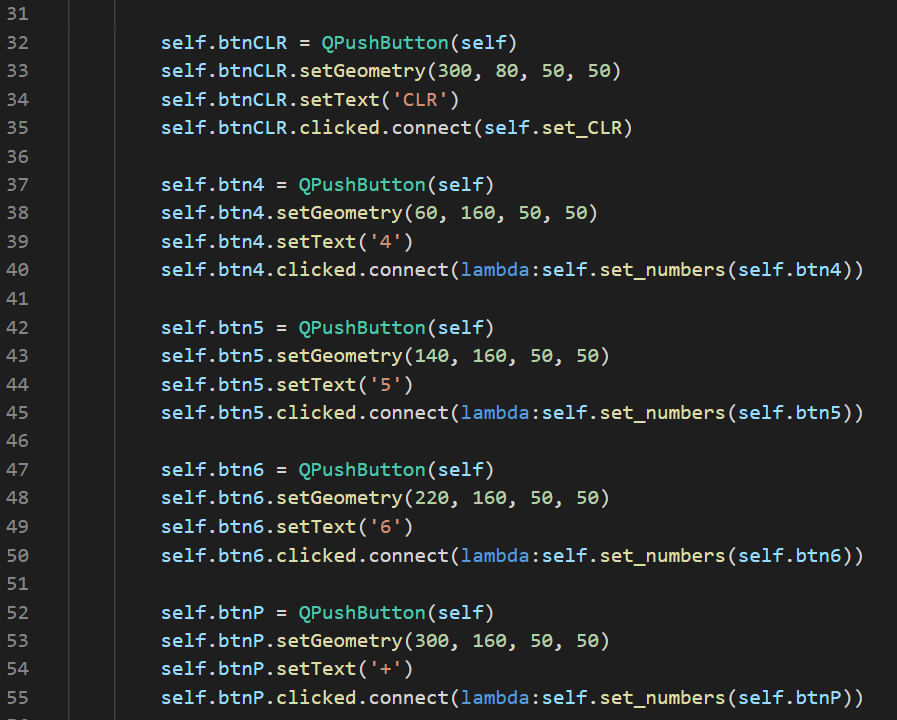 31
32 self.btnCLR = QPushButton(self)
33 self.btnCLR.setGeometry(300, 80, 50, 50)
34 self.btnCLR.setText('CLR')
35 self.btnCLR.clicked.connect(self.set_CLR)
36
37 self.btn4 = QPushButton(self)
38 self.btn4.setGeometry(60, 160, 50, 50)
39 self.btn4.setText('4')
40 self.btn4.clicked.connect(lambda:self.set_numbers(self.btn4))
41
42 self.btn5 = QPushButton(self)
43 self.btn5.setGeometry(140, 160, 50, 50)
44 self.btn5.setText('5')
45 self.btn5.clicked.connect(lambda:self.set_numbers(self.btn5))
46
47 self.btn6 = QPushButton(self)
48 self.btn6.setGeometry(220, 160, 50, 50)
49 self.btn6.setText('6')
50 self.btn6.clicked.connect(lambda:self.set_numbers(self.btn6))
51
52 self.btnP = QPushButton(self)
53 self.btnP.setGeometry(300, 160, 50, 50)
54 self.btnP.setText('+')
55 self.btnP.clicked.connect(lambda:self.set_numbers(self.btnP))